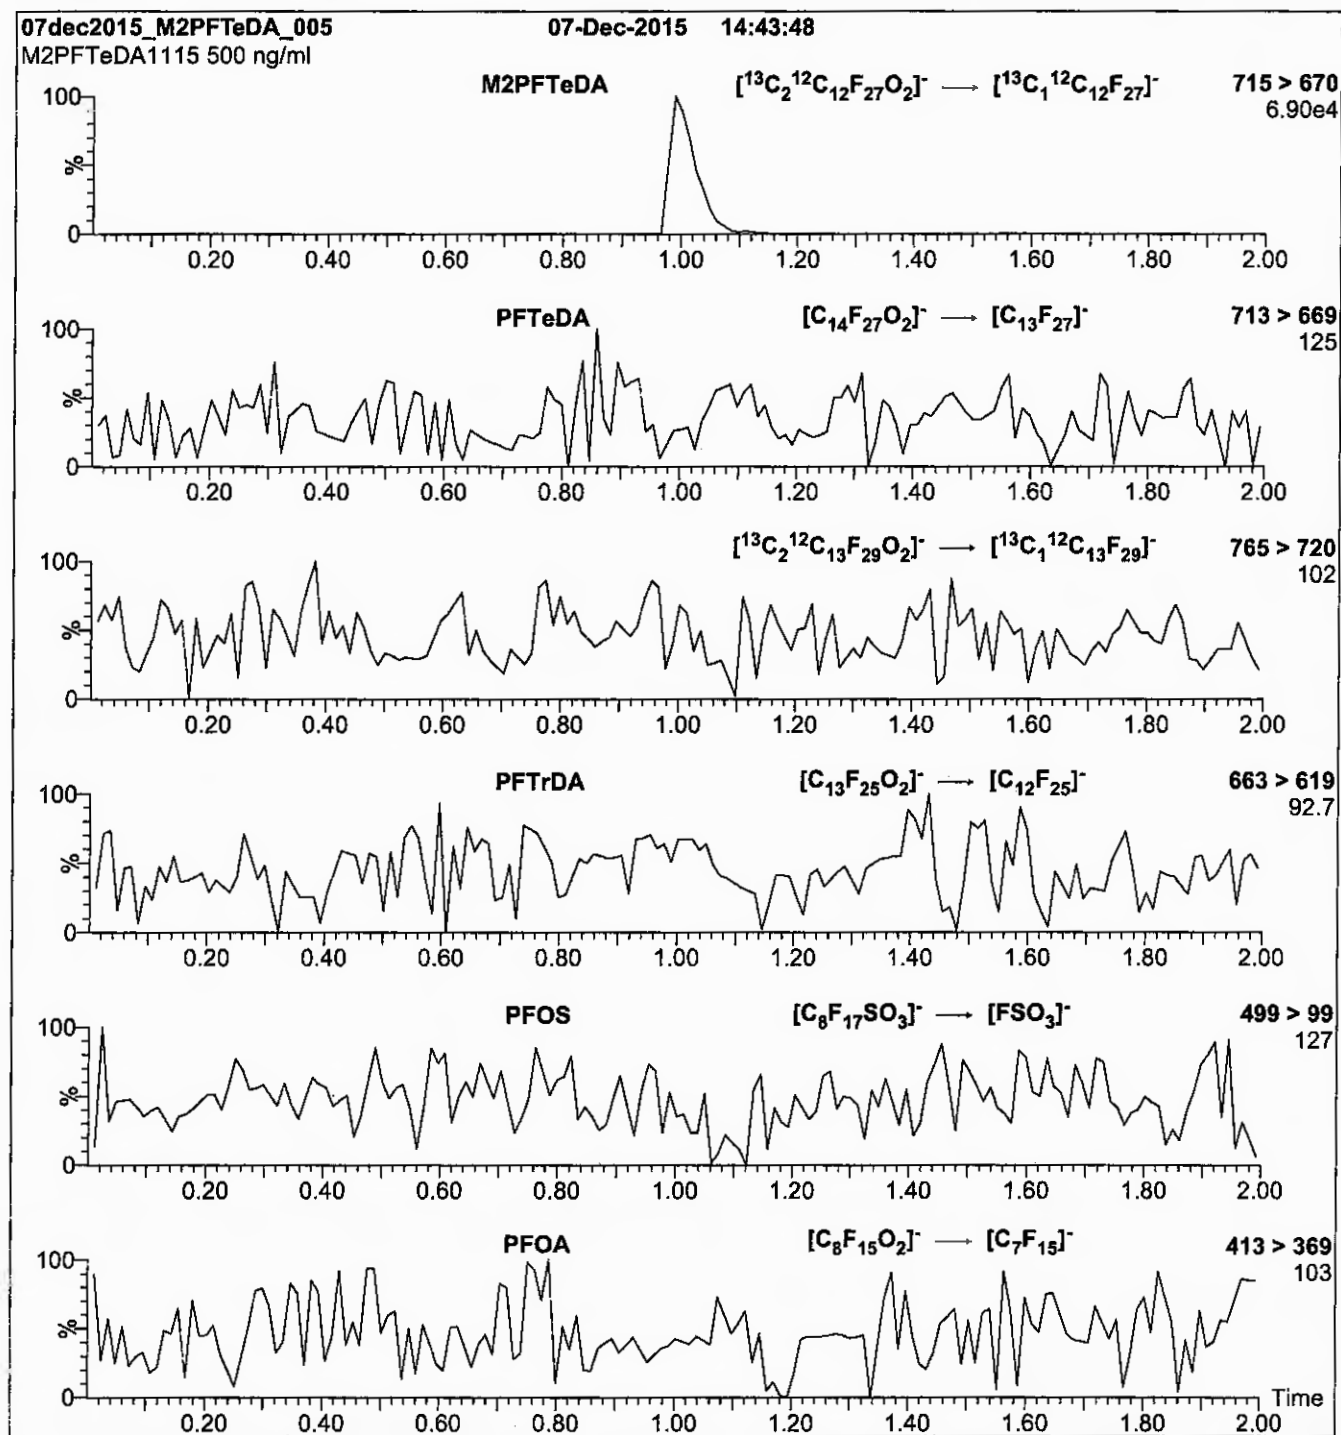 07dec2015_M2PFTeDA_005 07-Dec-2015 14:43:48
M2PFTeDA1115 500 ng/ml
M2PFTeDA [¹³C₂¹²C₁₂F₂₇O₂]⁻ → [¹³C₁¹²C₁₂F₂₇]⁻ 715 > 670
6.90e4
100
%
0
0.20 0.40 0.60 0.80 1.00 1.20 1.40 1.60 1.80 2.00
PFTeDA [C₁₄F₂₇O₂]⁻ → [C₁₃F₂₇]⁻ 713 > 669
125
100
%
0
0.20 0.40 0.60 0.80 1.00 1.20 1.40 1.60 1.80 2.00
[¹³C₂¹²C₁₃F₂₉O₂]⁻ → [¹³C₁¹²C₁₃F₂₉]⁻ 765 > 720
102
100
%
0
0.20 0.40 0.60 0.80 1.00 1.20 1.40 1.60 1.80 2.00
PFTrDA [C₁₃F₂₅O₂]⁻ → [C₁₂F₂₅]⁻ 663 > 619
92.7
100
%
0
0.20 0.40 0.60 0.80 1.00 1.20 1.40 1.60 1.80 2.00
PFOS [C₈F₁₇SO₃]⁻ → [FSO₃]⁻ 499 > 99
127
100
%
0
0.20 0.40 0.60 0.80 1.00 1.20 1.40 1.60 1.80 2.00
PFOA [C₈F₁₅O₂]⁻ → [C₇F₁₅]⁻ 413 > 369
103
100
%
0
Time
0.20 0.40 0.60 0.80 1.00 1.20 1.40 1.60 1.80 2.00